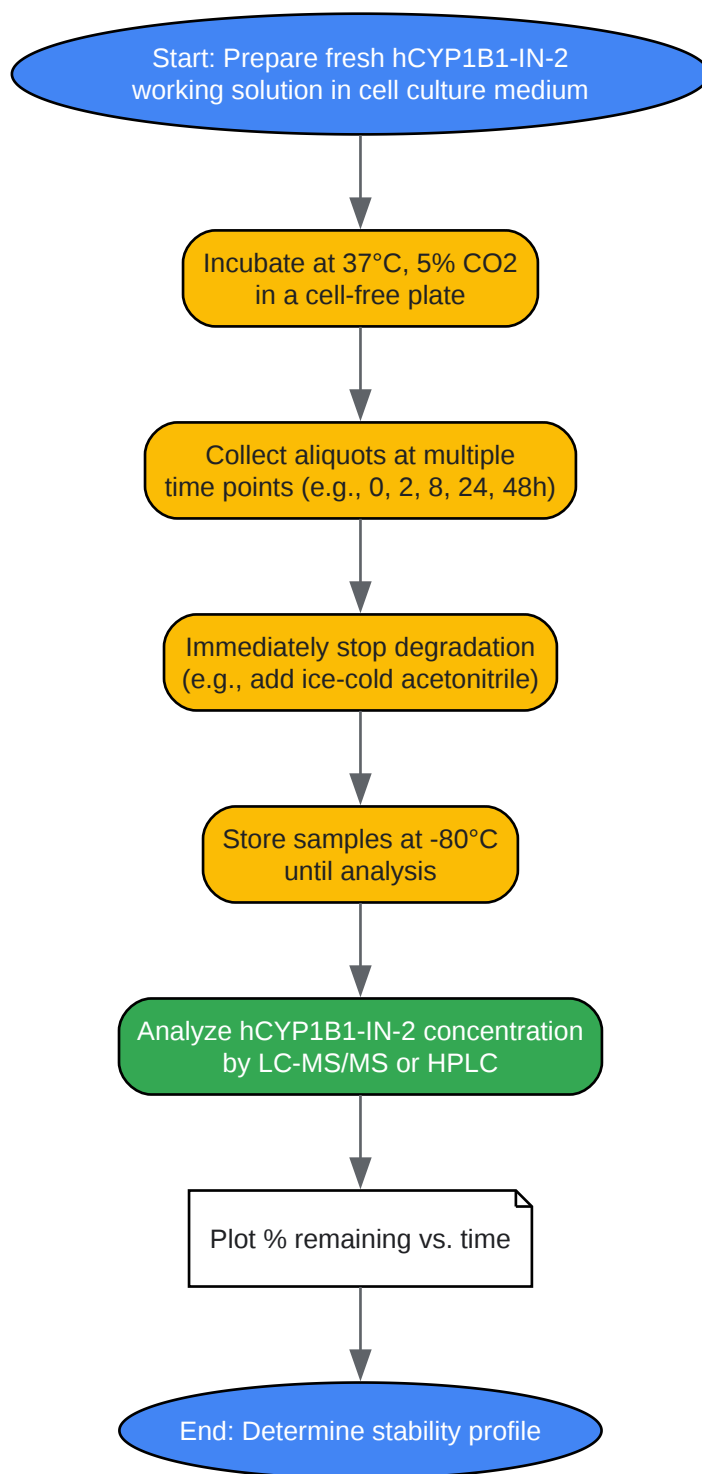 Start: Prepare fresh hCYP1B1-IN-2
working solution in cell culture medium
Incubate at 37°C, 5% CO2
in a cell-free plate
Collect aliquots at multiple
time points (e.g., 0, 2, 8, 24, 48h)
Immediately stop degradation
(e.g., add ice-cold acetonitrile)
Store samples at -80°C
until analysis
Analyze hCYP1B1-IN-2 concentration
by LC-MS/MS or HPLC
Plot % remaining vs. time
End: Determine stability profile